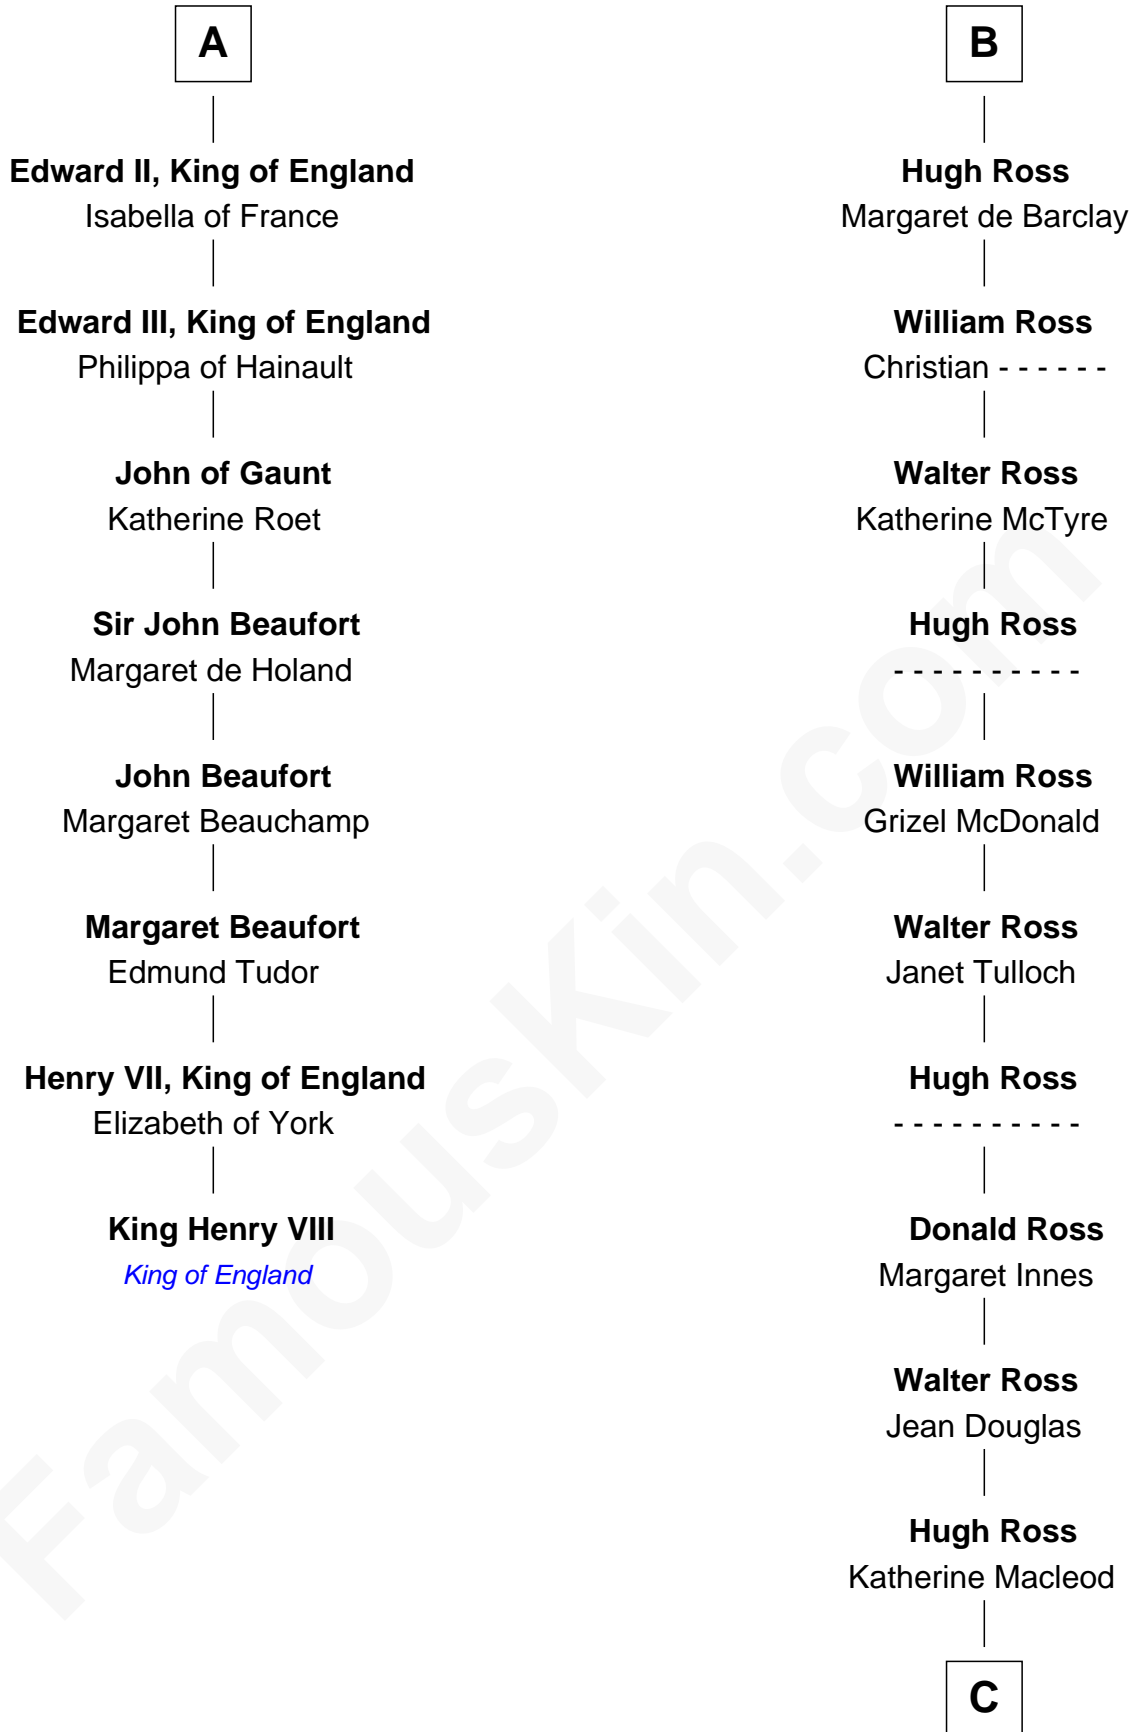 A
Edward II, King of England
Isabella of France
Edward III, King of England
Philippa of Hainault
John of Gaunt
Katherine Roet
Sir John Beaufort
Margaret de Holand
John Beaufort
Margaret Beauchamp
Margaret Beaufort
Edmund Tudor
Henry VII, King of England
Elizabeth of York
King Henry VIII
King of England
B
Hugh Ross
Margaret de Barclay
William Ross
Christian - - - - - -
Walter Ross
Katherine McTyre
Hugh Ross
- - - - - - - - - -
William Ross
Grizel McDonald
Walter Ross
Janet Tulloch
Hugh Ross
- - - - - - - - - -
Donald Ross
Margaret Innes
Walter Ross
Jean Douglas
Hugh Ross
Katherine Macleod
C
FamousKin.com